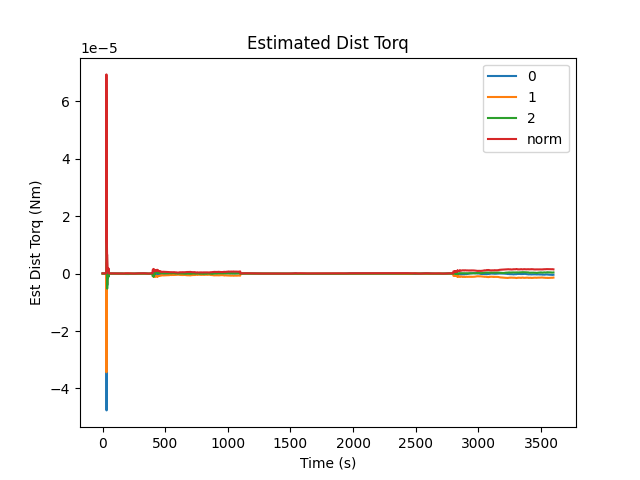 Estimated Dist Torq
1e−5
6
4
2
0
−2
−4
Est Dist Torq (Nm)
0
1
2
norm
0 500 1000 1500 2000 2500 3000 3500
Time (s)